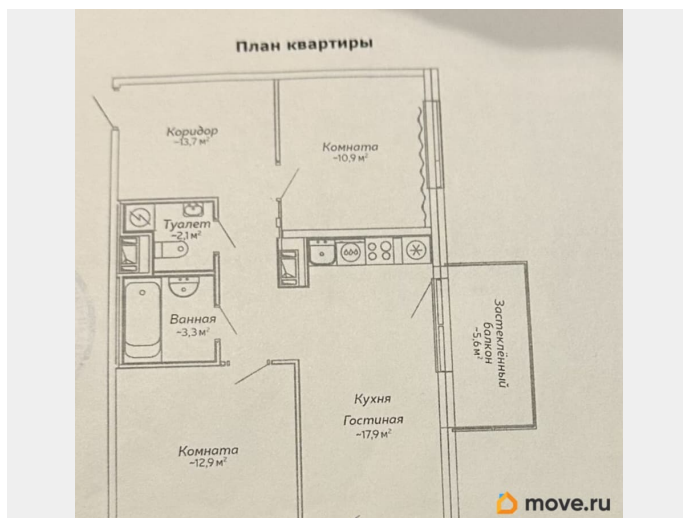 План квартиры
Коридор
~13,7 м²
Комната
~10,9 м²
Туалет
~2,1 м²
Ванная
~3,3 м²
Застеклённый
балкон
~5,6 м²
Кухня
Гостиная
~17,9 м²
Комната
~12,9 м²
move.ru